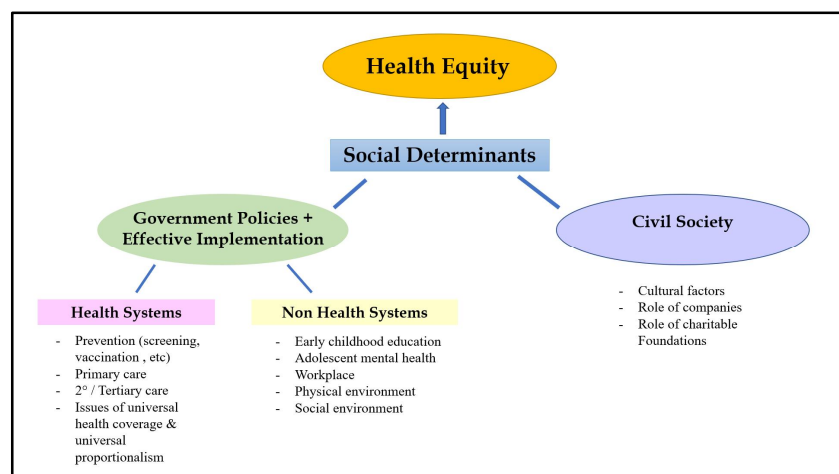 Health Equity
Social Determinants
Government Policies +
Effective Implementation
Civil Society
Health Systems
- Prevention (screening,
vaccination , etc)
- Primary care
- 2° / Tertiary care
- Issues of universal
health coverage &
universal
proportionalism
Non Health Systems
- Early childhood education
- Adolescent mental health
- Workplace
- Physical environment
- Social environment
- Cultural factors
- Role of companies
- Role of charitable
Foundations